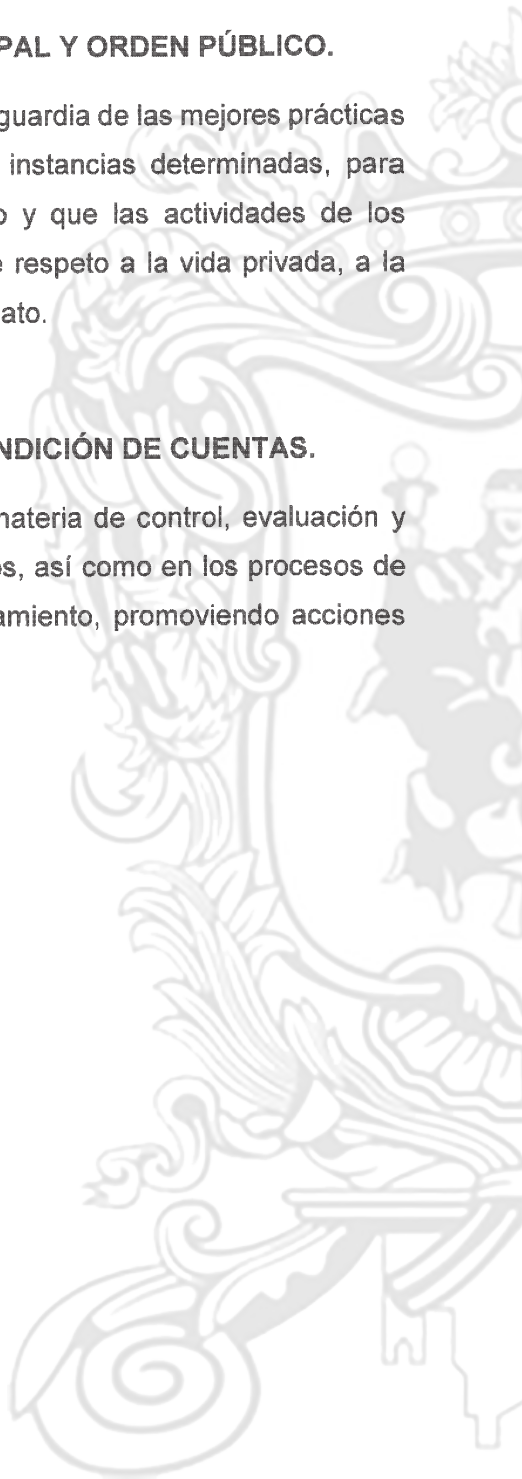 PAL Y ORDEN PÚBLICO.
guardia de las mejores prácticas
instancias determinadas, para
o y que las actividades de los
e respeto a la vida privada, a la
ato.
NDICIÓN DE CUENTAS.
materia de control, evaluación y
os, así como en los procesos de
amiento, promoviendo acciones